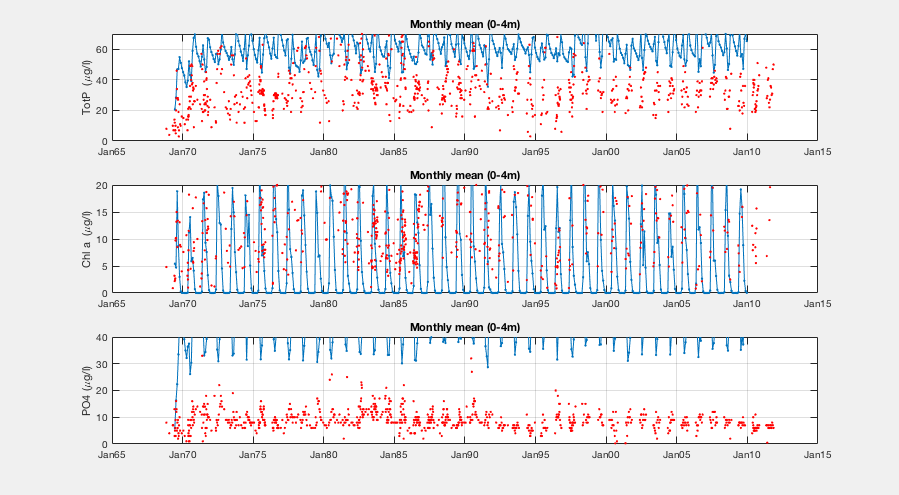 Monthly mean (0-4m)
TotP (μg/l)
60
40
20
0
Jan65 Jan70 Jan75 Jan80 Jan85 Jan90 Jan95 Jan00 Jan05 Jan10 Jan15
Monthly mean (0-4m)
Chl a (μg/l)
20
15
10
5
0
Jan65 Jan70 Jan75 Jan80 Jan85 Jan90 Jan95 Jan00 Jan05 Jan10 Jan15
Monthly mean (0-4m)
PO4 (μg/l)
40
30
20
10
0
Jan65 Jan70 Jan75 Jan80 Jan85 Jan90 Jan95 Jan00 Jan05 Jan10 Jan15